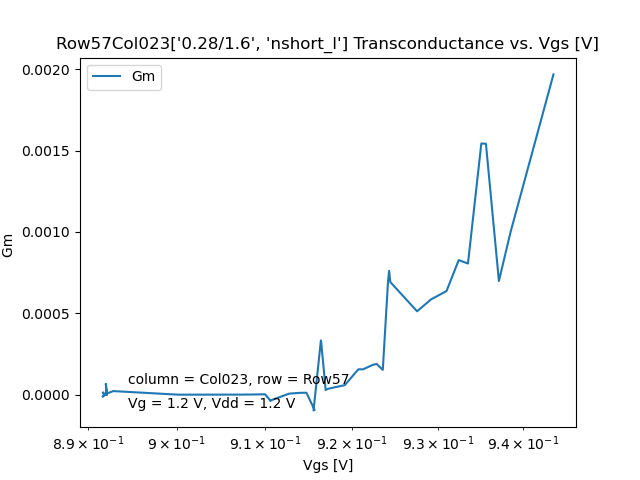 Row57Col023['0.28/1.6', 'nshort_l'] Transconductance vs. Vgs [V]
Gm
0.0020
0.0015
0.0010
0.0005
0.0000
Gm
column = Col023, row = Row57
Vg = 1.2 V, Vdd = 1.2 V
8.9 × 10⁻¹ 9 × 10⁻¹ 9.1 × 10⁻¹ 9.2 × 10⁻¹ 9.3 × 10⁻¹ 9.4 × 10⁻¹
Vgs [V]